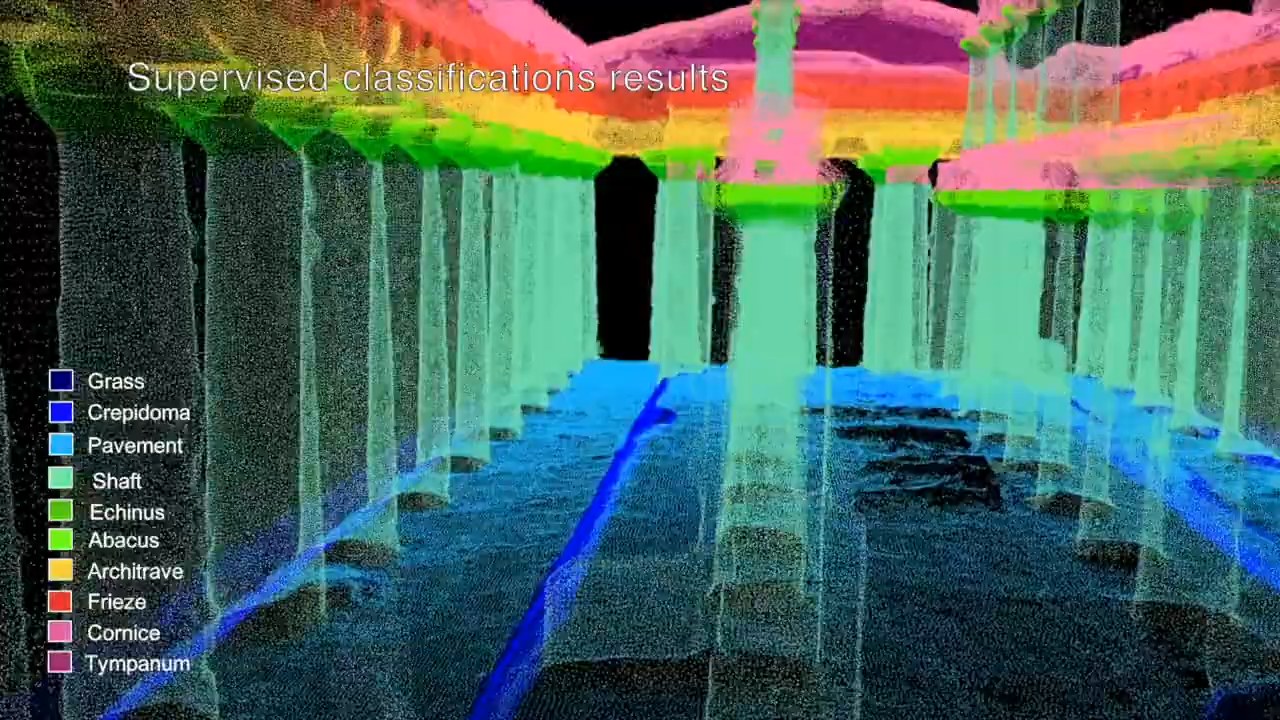 Supervised classifications results
Grass
Crepidoma
Pavement
Shaft
Echinus
Abacus
Architrave
Frieze
Cornice
Tympanum